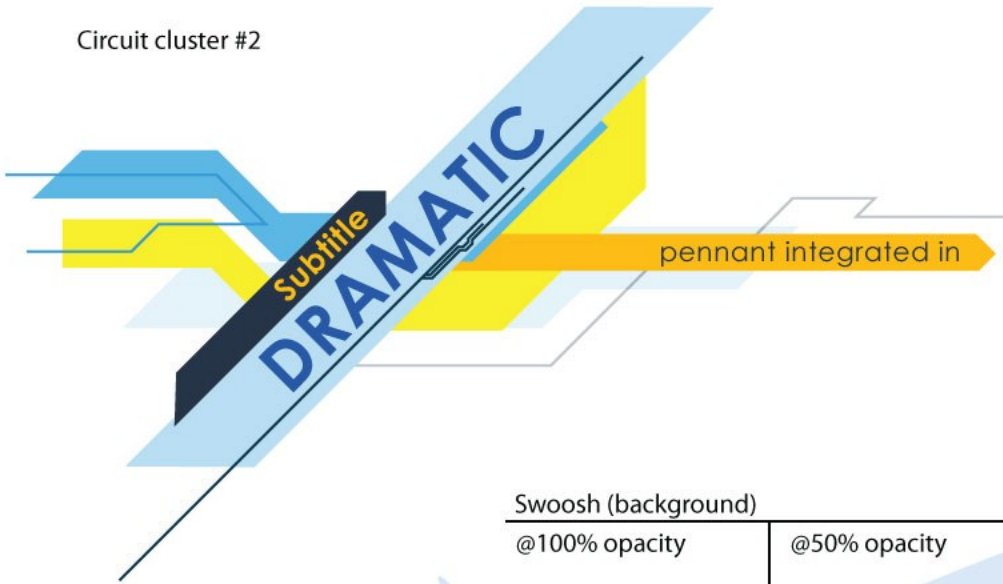 Circuit cluster #2
Subtitle
DRAMATIC
pennant integrated in
Swoosh (background)
@100% opacity
@50% opacity